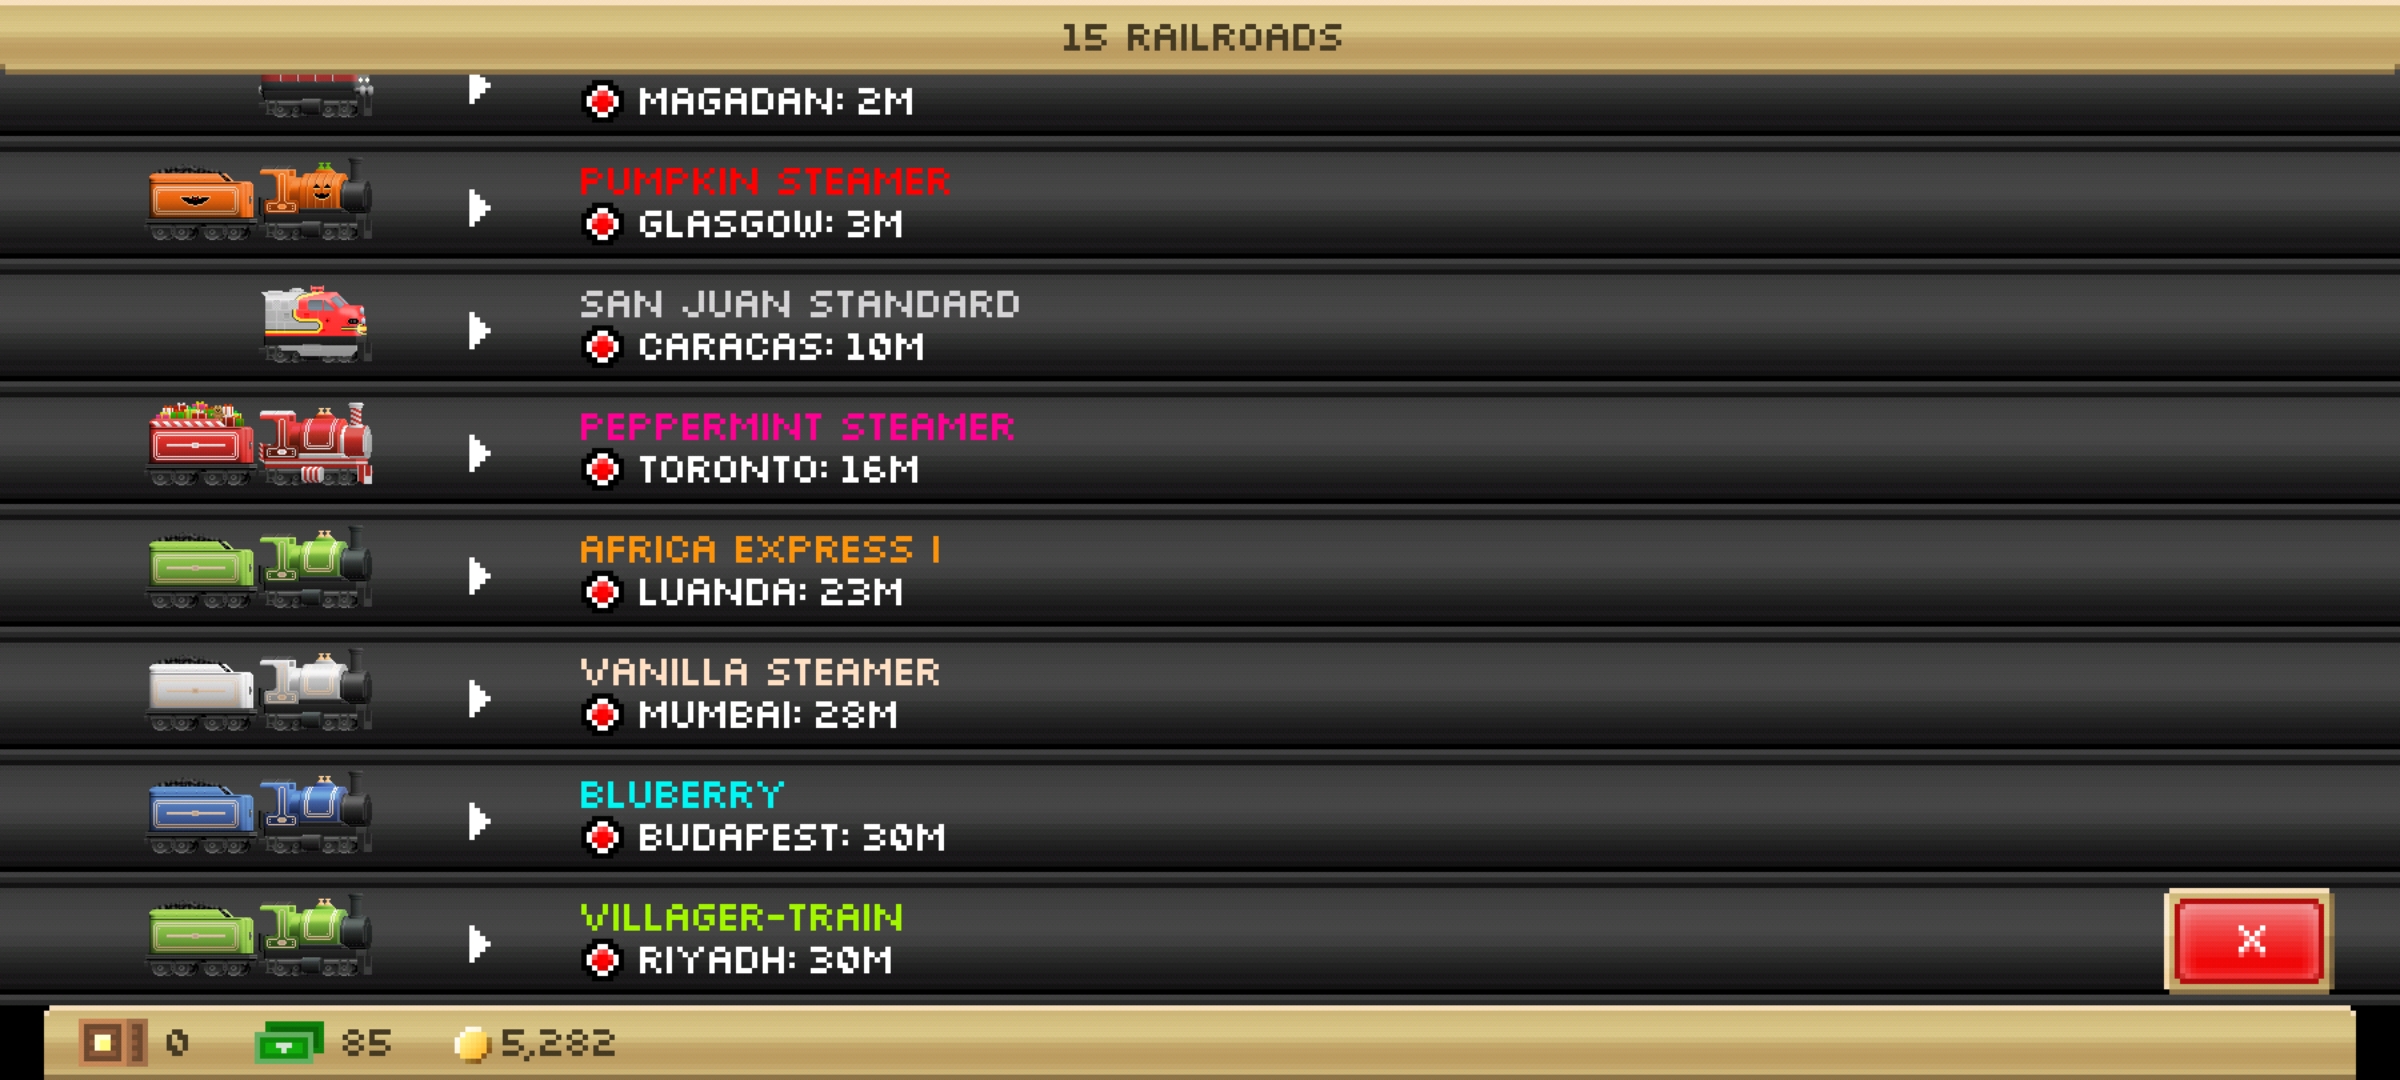 15 RAILROADS
MAGADAN: 2M
PUMPKIN STEAMER
GLASGOW: 3M
SAN JUAN STANDARD
CARACAS: 10M
PEPPERMINT STEAMER
TORONTO: 16M
AFRICA EXPRESS I
LUANDA: 23M
VANILLA STEAMER
MUMBAI: 28M
BLUBERRY
BUDAPEST: 30M
VILLAGER-TRAIN
RIYADH: 30M
X
0 85 5,282